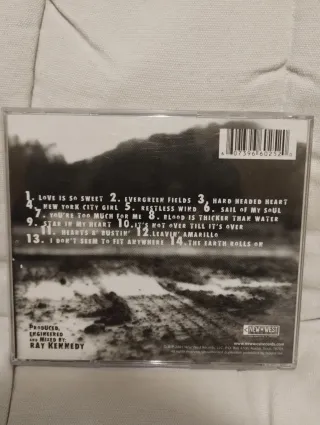 1. LOVE IS SO SWEET 2. EVERGREEN FIELDS 3. HARD HEADED HEART
4. NEW YORK CITY GIRL 5. RESTLESS WIND 6. SAIL OF MY SOUL
7. YOU'RE TOO MUCH FOR ME 8. BLOOD IS THICKER THAN WATER
9. STAR IN MY HEART 10. IT'S NOT OVER TILL IT'S OVER
11. HEARTS A' BUSTIN' 12. LEAVIN' AMARILLO
13. I DON'T SEEM TO FIT ANYWHERE 14. THE EARTH ROLLS ON
PRODUCED,
ENGINEERED
AND MIXED BY:
RAY KENNEDY
NEW WEST